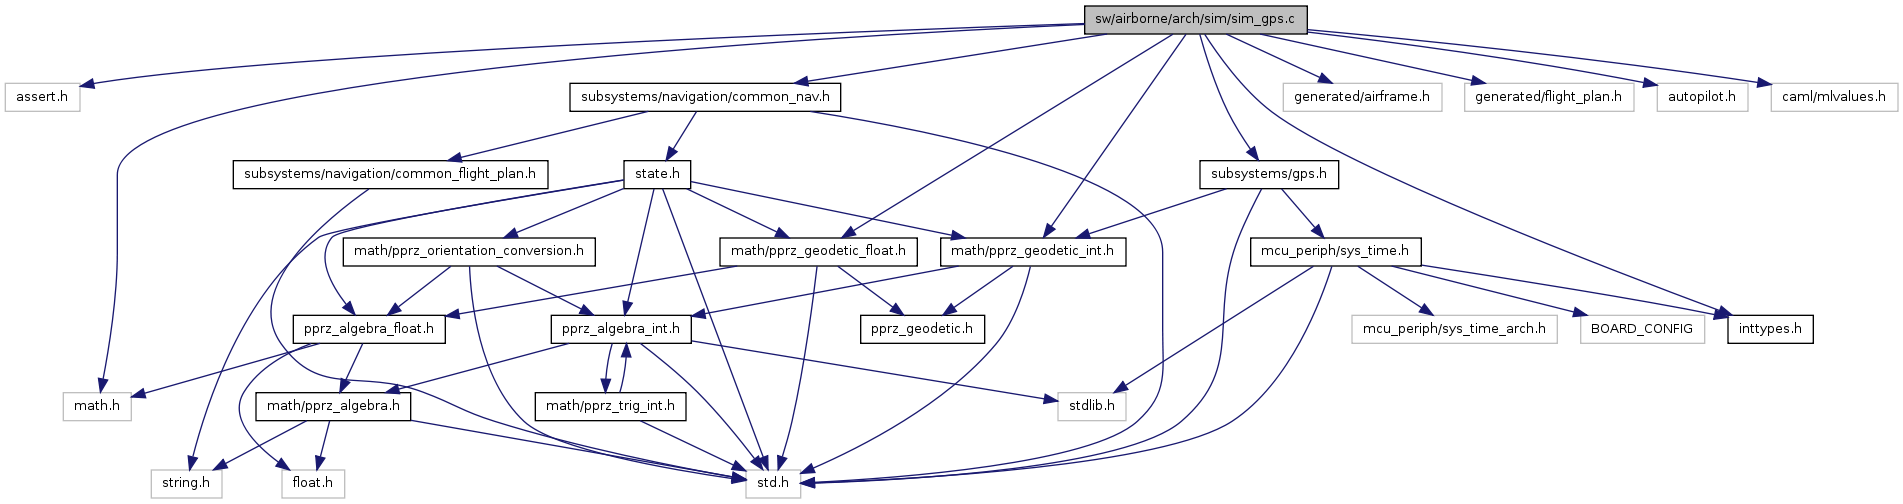 sw/airborne/arch/sim/sim_gps.c
assert.h
subsystems/navigation/common_nav.h
generated/airframe.h
generated/flight_plan.h
autopilot.h
caml/mlvalues.h
subsystems/navigation/common_flight_plan.h
state.h
subsystems/gps.h
math/pprz_orientation_conversion.h
math/pprz_geodetic_float.h
math/pprz_geodetic_int.h
mcu_periph/sys_time.h
pprz_algebra_float.h
pprz_algebra_int.h
pprz_geodetic.h
mcu_periph/sys_time_arch.h
BOARD_CONFIG
inttypes.h
math.h
math/pprz_algebra.h
math/pprz_trig_int.h
stdlib.h
string.h
float.h
std.h